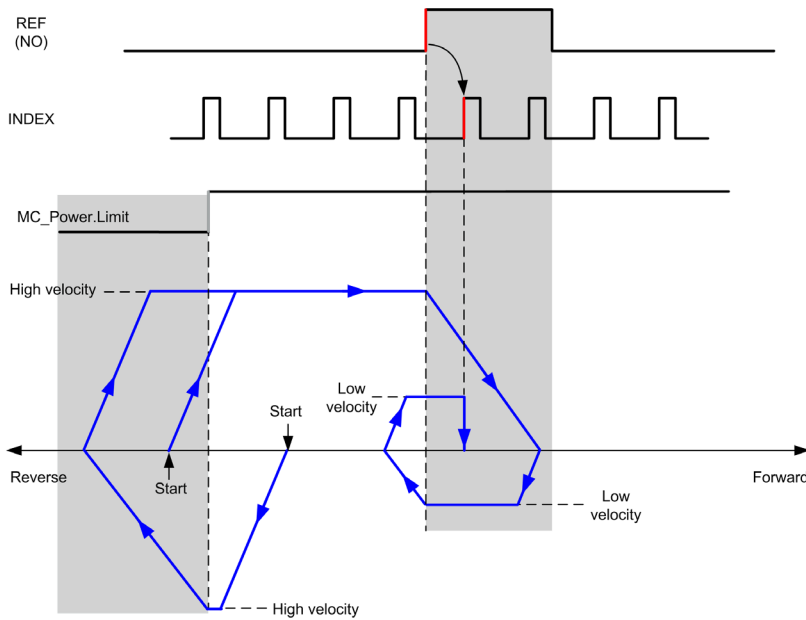 REF
(NO)
INDEX
MC_Power.Limit
High velocity
Low
velocity
Start
Reverse
Start
Forward
Low
velocity
High velocity